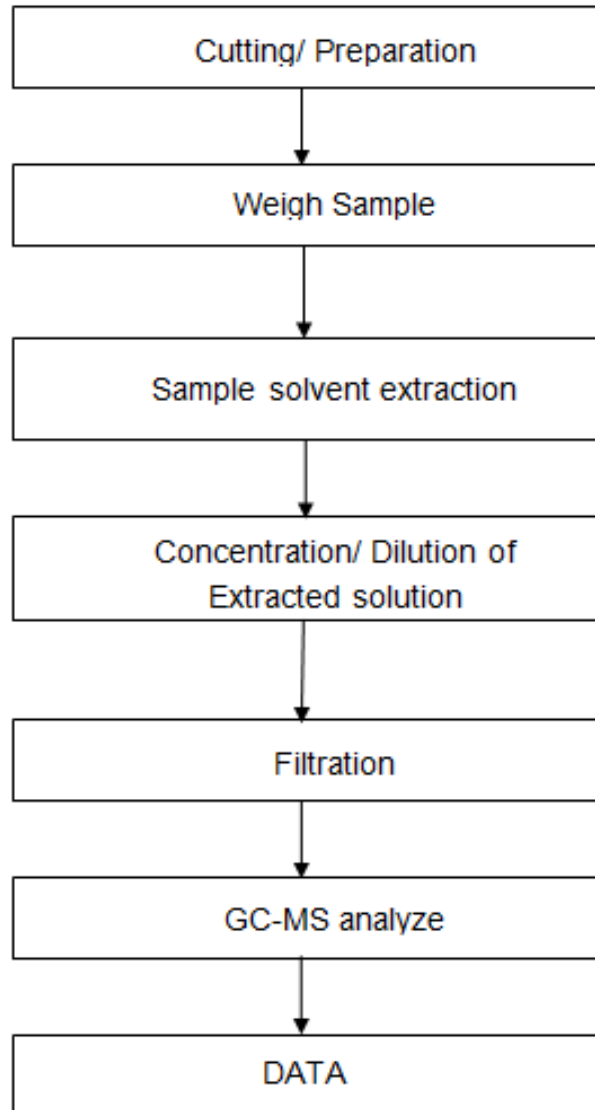 Cutting/ Preparation
Weigh Sample
Sample solvent extraction
Concentration/ Dilution of
Extracted solution
Filtration
GC-MS analyze
DATA